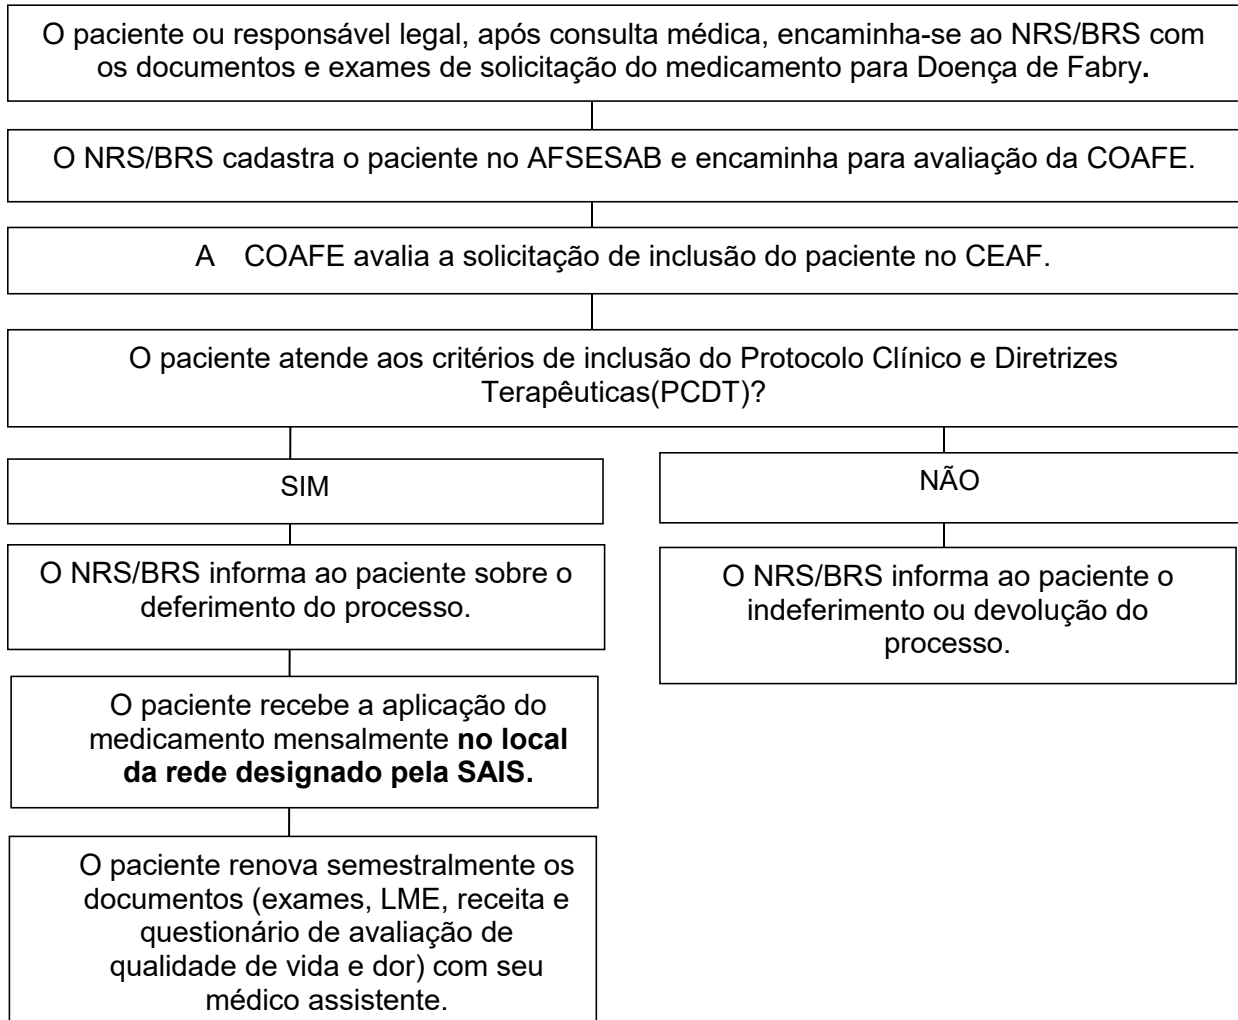 O paciente ou responsável legal, após consulta médica, encaminha-se ao NRS/BRS com
os documentos e exames de solicitação do medicamento para Doença de Fabry.
O NRS/BRS cadastra o paciente no AFSESAB e encaminha para avaliação da COAFE.
A COAFE avalia a solicitação de inclusão do paciente no CEAF.
O paciente atende aos critérios de inclusão do Protocolo Clínico e Diretrizes
Terapêuticas(PCDT)?
SIM
O NRS/BRS informa ao paciente sobre o
deferimento do processo.
O paciente recebe a aplicação do
medicamento mensalmente no local
da rede designado pela SAIS.
O paciente renova semestralmente os
documentos (exames, LME, receita e
questionário de avaliação de
qualidade de vida e dor) com seu
médico assistente.
NÃO
O NRS/BRS informa ao paciente o
indeferimento ou devolução do
processo.